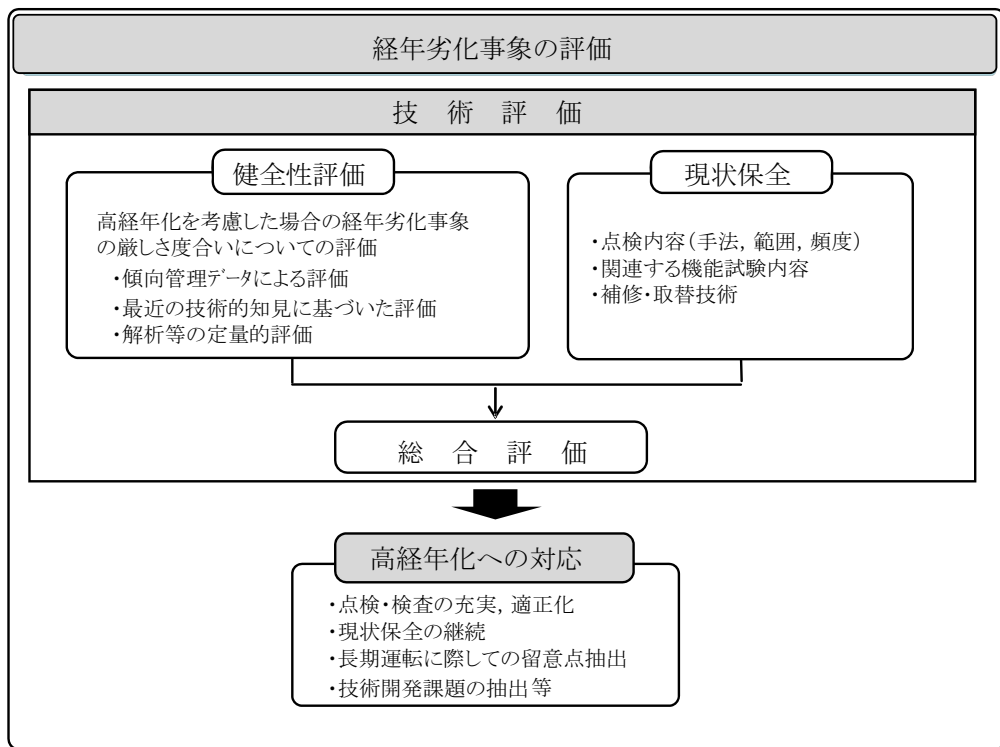 経年劣化事象の評価
技術評価
健全性評価
高経年化を考慮した場合の経年劣化事象
の厳しさ度合いについての評価
・傾向管理ﾃﾞｰﾀによる評価
・最近の技術的知見に基づいた評価
・解析等の定量的評価
現状保全
・点検内容(手法, 範囲, 頻度)
・関連する機能試験内容
・補修・取替技術
総合評価
高経年化への対応
・点検・検査の充実, 適正化
・現状保全の継続
・長期運転に際しての留意点抽出
・技術開発課題の抽出等